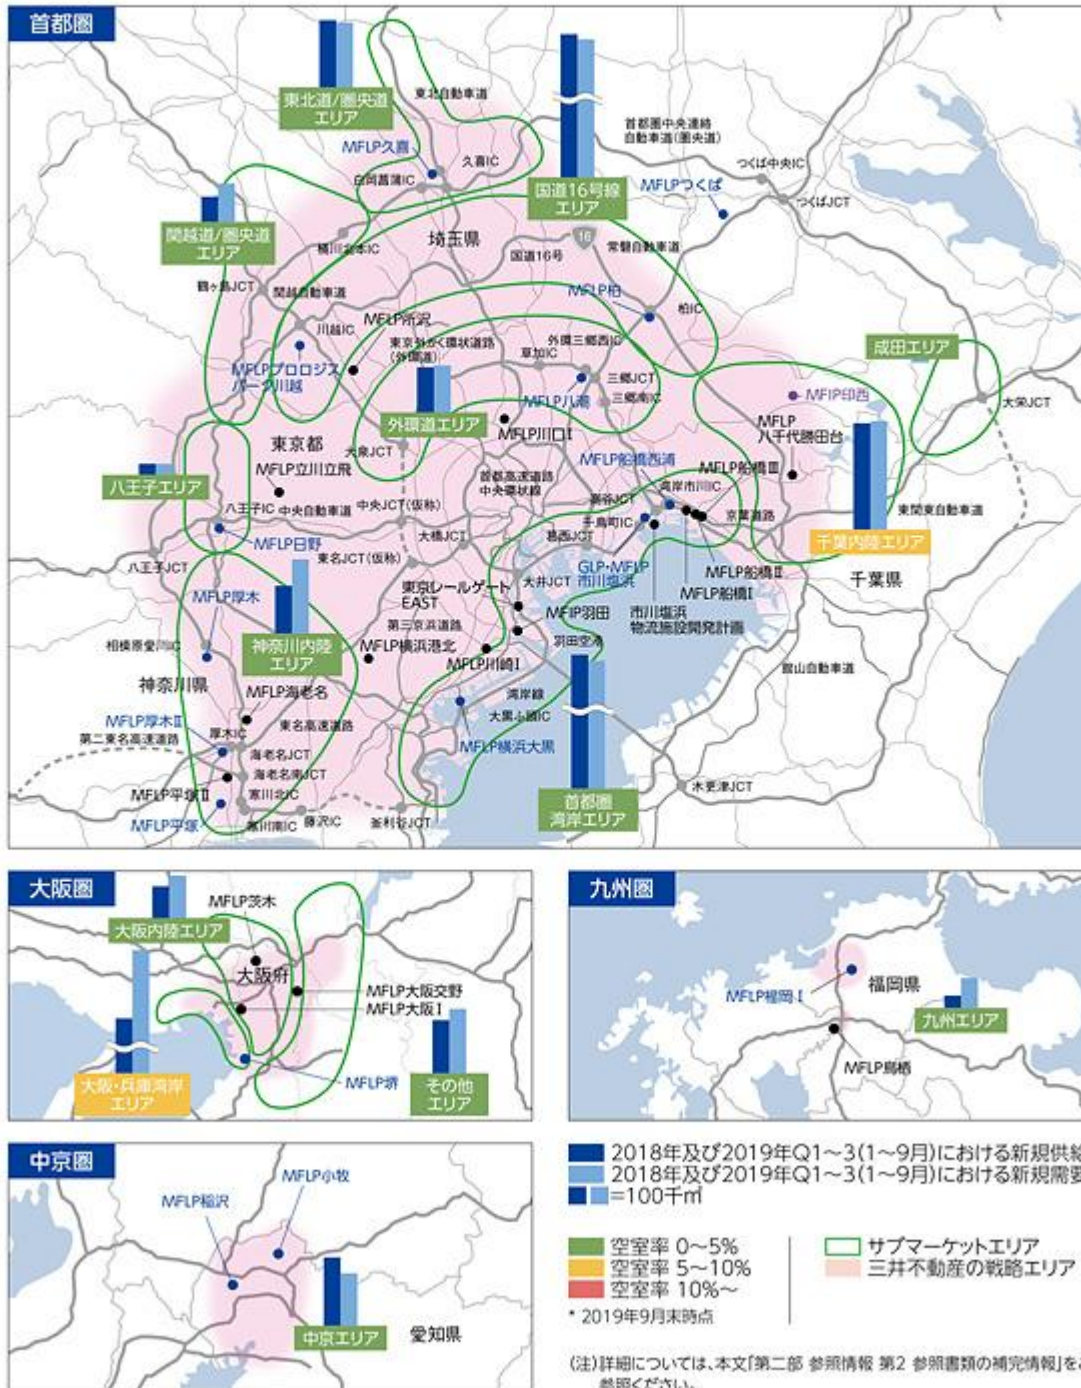 首都圏
東北道/圏央道
エリア
東北自動車道
首都圏中央連絡
自動車道(圏央道)
MFLP久喜
久喜IC
白岡菖蒲IC
つくば中央IC
国道16号線
エリア
MFLPつくば
つくばJCT
関越道/圏央道
エリア
桶川北本IC
埼玉県
16
国道16号
常磐自動車道
鶴ヶ島JCT
関越自動車道
MFLP柏
柏IC
川越IC
MFLP所沢
東京外かく環状道路
(外環道)
外環三郷西IC
草加IC
成田エリア
MFLPプロロジス
パーク川越
三郷JCT
MFLP八潮
三郷南IC
MFIP印西
大栄JCT
外環道エリア
MFLP川口Ⅰ
MFLP
八千代勝田台
東京都
大泉JCT
MFLP船橋西浦
MFLP船橋Ⅲ
MFLP立川立飛
首都高速道路
中央環状線
湾岸市川IC
八王子エリア
八王子IC
中央自動車道
中央JCT(仮称)
高谷JCT
千鳥町IC
京葉道路
東関東自動車道
MFLP日野
大橋JCT
葛西JCT
千葉内陸エリア
八王子JCT
東名JCT(仮称)
GLP・MFLP
市川塩浜
MFLP船橋Ⅱ
千葉県
MFLP厚木
東京レールゲート
EAST
大井JCT
MFLP船橋Ⅰ
第三京浜道路
MFIP羽田
市川塩浜
物流施設開発計画
相模原愛川IC
神奈川内陸
エリア
MFLP横浜港北
羽田空港
MFLP川崎Ⅰ
館山自動車道
神奈川県
MFLP海老名
湾岸線
MFLP厚木Ⅱ
東名高速道路
大黒ふ頭IC
第二東名高速道路
厚木IC
MFLP横浜大黒
海老名JCT
海老名南JCT
MFLP平塚Ⅱ
寒川北IC
木更津JCT
MFLP平塚
寒川南IC
藤沢IC
釜利谷JCT
首都圏
湾岸エリア
大阪圏
MFLP茨木
大阪内陸エリア
大阪府
MFLP大阪交野
MFLP大阪Ⅰ
MFLP堺
大阪・兵庫湾岸
エリア
その他
エリア
九州圏
MFLP福岡Ⅰ
福岡県
九州エリア
MFLP鳥栖
中京圏
MFLP小牧
MFLP稲沢
中京エリア
愛知県
2018年及び2019年Q1～3(1～9月)における新規供給
2018年及び2019年Q1～3(1～9月)における新規需要
=100千㎡
空室率 0～5%
空室率 5～10%
空室率 10%～
* 2019年9月末時点
サブマーケットエリア
三井不動産の戦略エリア
(注)詳細については、本文「第二部 参照情報 第2 参照書類の補完情報」をご
参照ください。